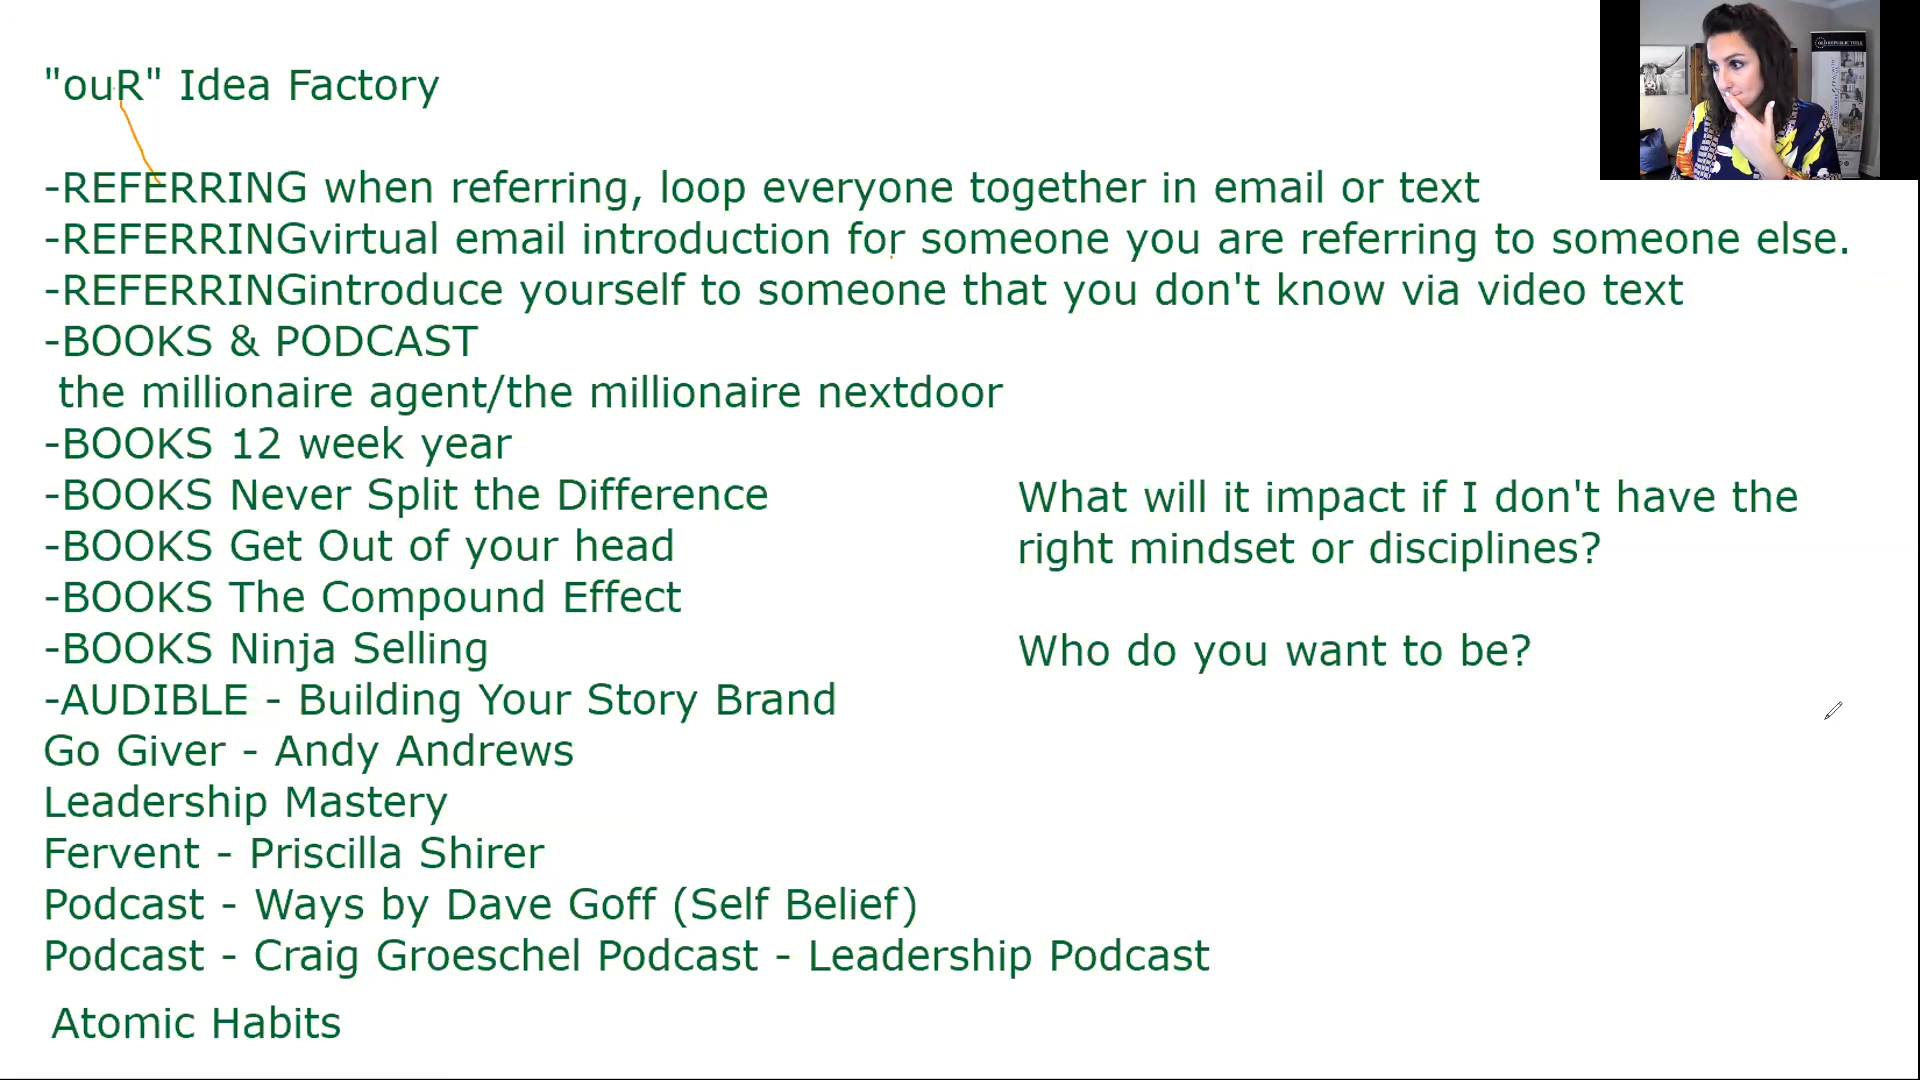 "ouR" Idea Factory
-REFERRING when referring, loop everyone together in email or text
-REFERRINGvirtual email introduction for someone you are referring to someone else.
-REFERRINGintroduce yourself to someone that you don't know via video text
-BOOKS & PODCAST
the millionaire agent/the millionaire nextdoor
-BOOKS 12 week year
-BOOKS Never Split the Difference
-BOOKS Get Out of your head
-BOOKS The Compound Effect
-BOOKS Ninja Selling
-AUDIBLE - Building Your Story Brand
Go Giver - Andy Andrews
Leadership Mastery
Fervent - Priscilla Shirer
Podcast - Ways by Dave Goff (Self Belief)
Podcast - Craig Groeschel Podcast - Leadership Podcast
Atomic Habits
What will it impact if I don't have the
right mindset or disciplines?
Who do you want to be?
OLD REPUBLIC TITLE